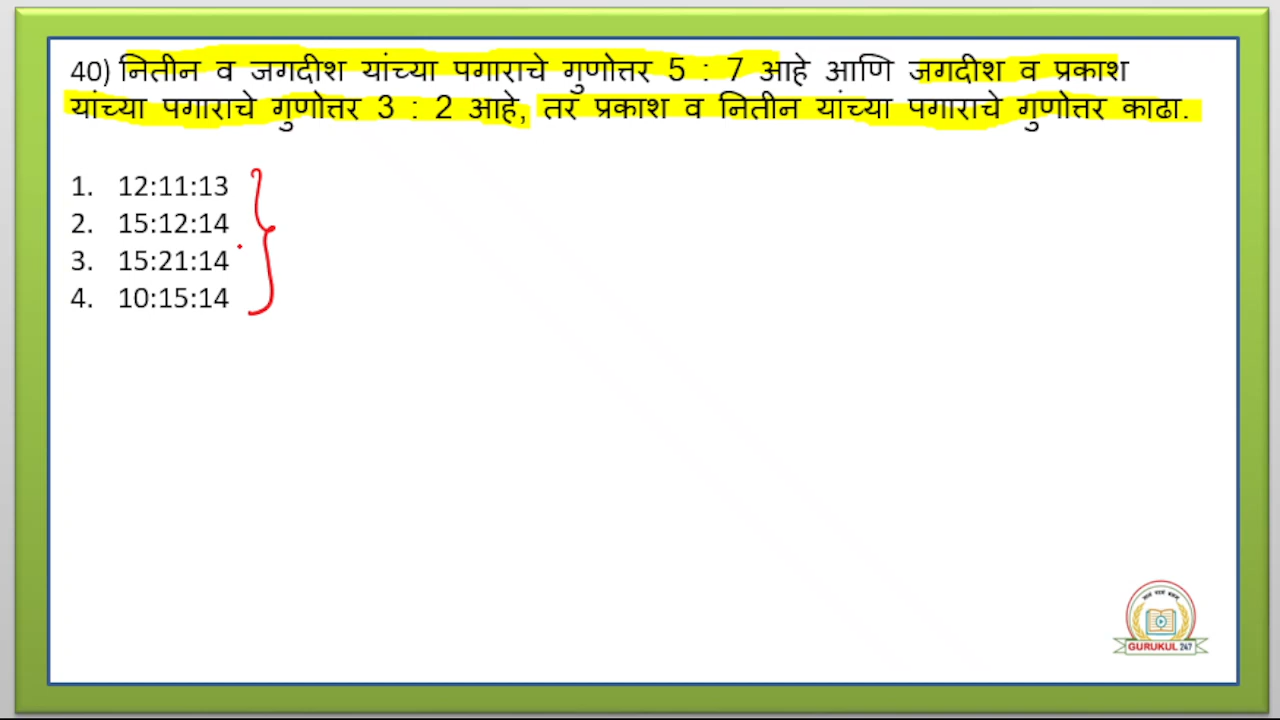 40) नितीन व जगदीश यांच्या पगाराचे गुणोत्तर 5 : 7 आहे आणि जगदीश व प्रकाश
यांच्या पगाराचे गुणोत्तर 3 : 2 आहे, तर प्रकाश व नितीन यांच्या पगाराचे गुणोत्तर काढा.
1. 12:11:13
2. 15:12:14
3. 15:21:14
4. 10:15:14
GURUKUL 247